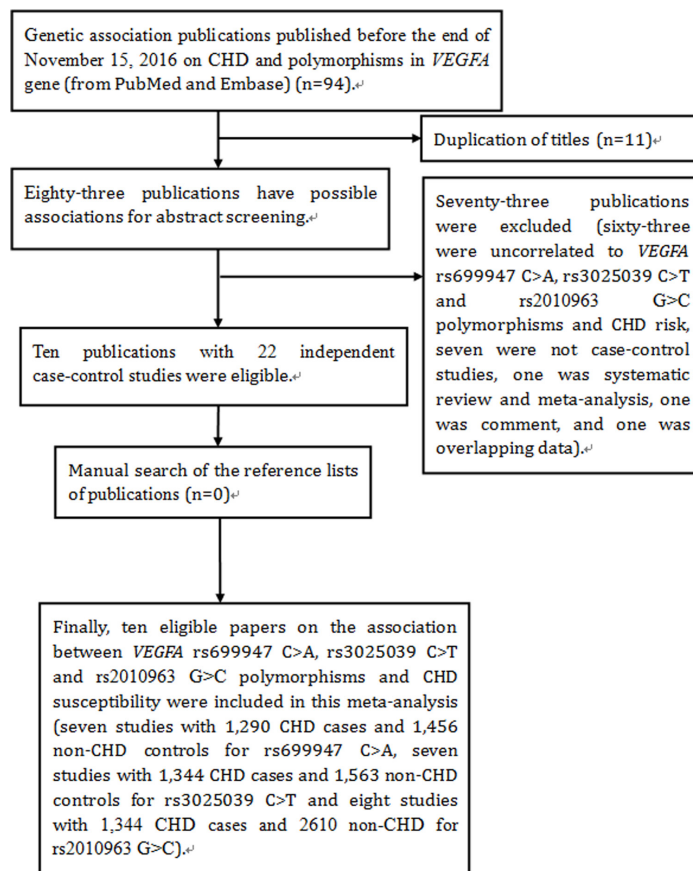 Genetic association publications published before the end of
November 15, 2016 on CHD and polymorphisms in VEGFA
gene (from PubMed and Embase) (n=94).↵
Duplication of titles (n=11)↵
Eighty-three publications have possible
associations for abstract screening.↵
Seventy-three publications
were excluded (sixty-three
were uncorrelated to VEGFA
rs699947 C>A, rs3025039 C>T
and rs2010963 G>C
polymorphisms and CHD risk,
seven were not case-control
studies, one was systematic
review and meta-analysis, one
was comment, and one was
overlapping data).↵
Ten publications with 22 independent
case-control studies were eligible.↵
Manual search of the reference lists
of publications (n=0)↵
Finally, ten eligible papers on the association
between VEGFA rs699947 C>A, rs3025039 C>T
and rs2010963 G>C polymorphisms and CHD
susceptibility were included in this meta-analysis
(seven studies with 1,290 CHD cases and 1,456
non-CHD controls for rs699947 C>A, seven
studies with 1,344 CHD cases and 1,563 non-CHD
controls for rs3025039 C>T and eight studies
with 1,344 CHD cases and 2610 non-CHD for
rs2010963 G>C).↵